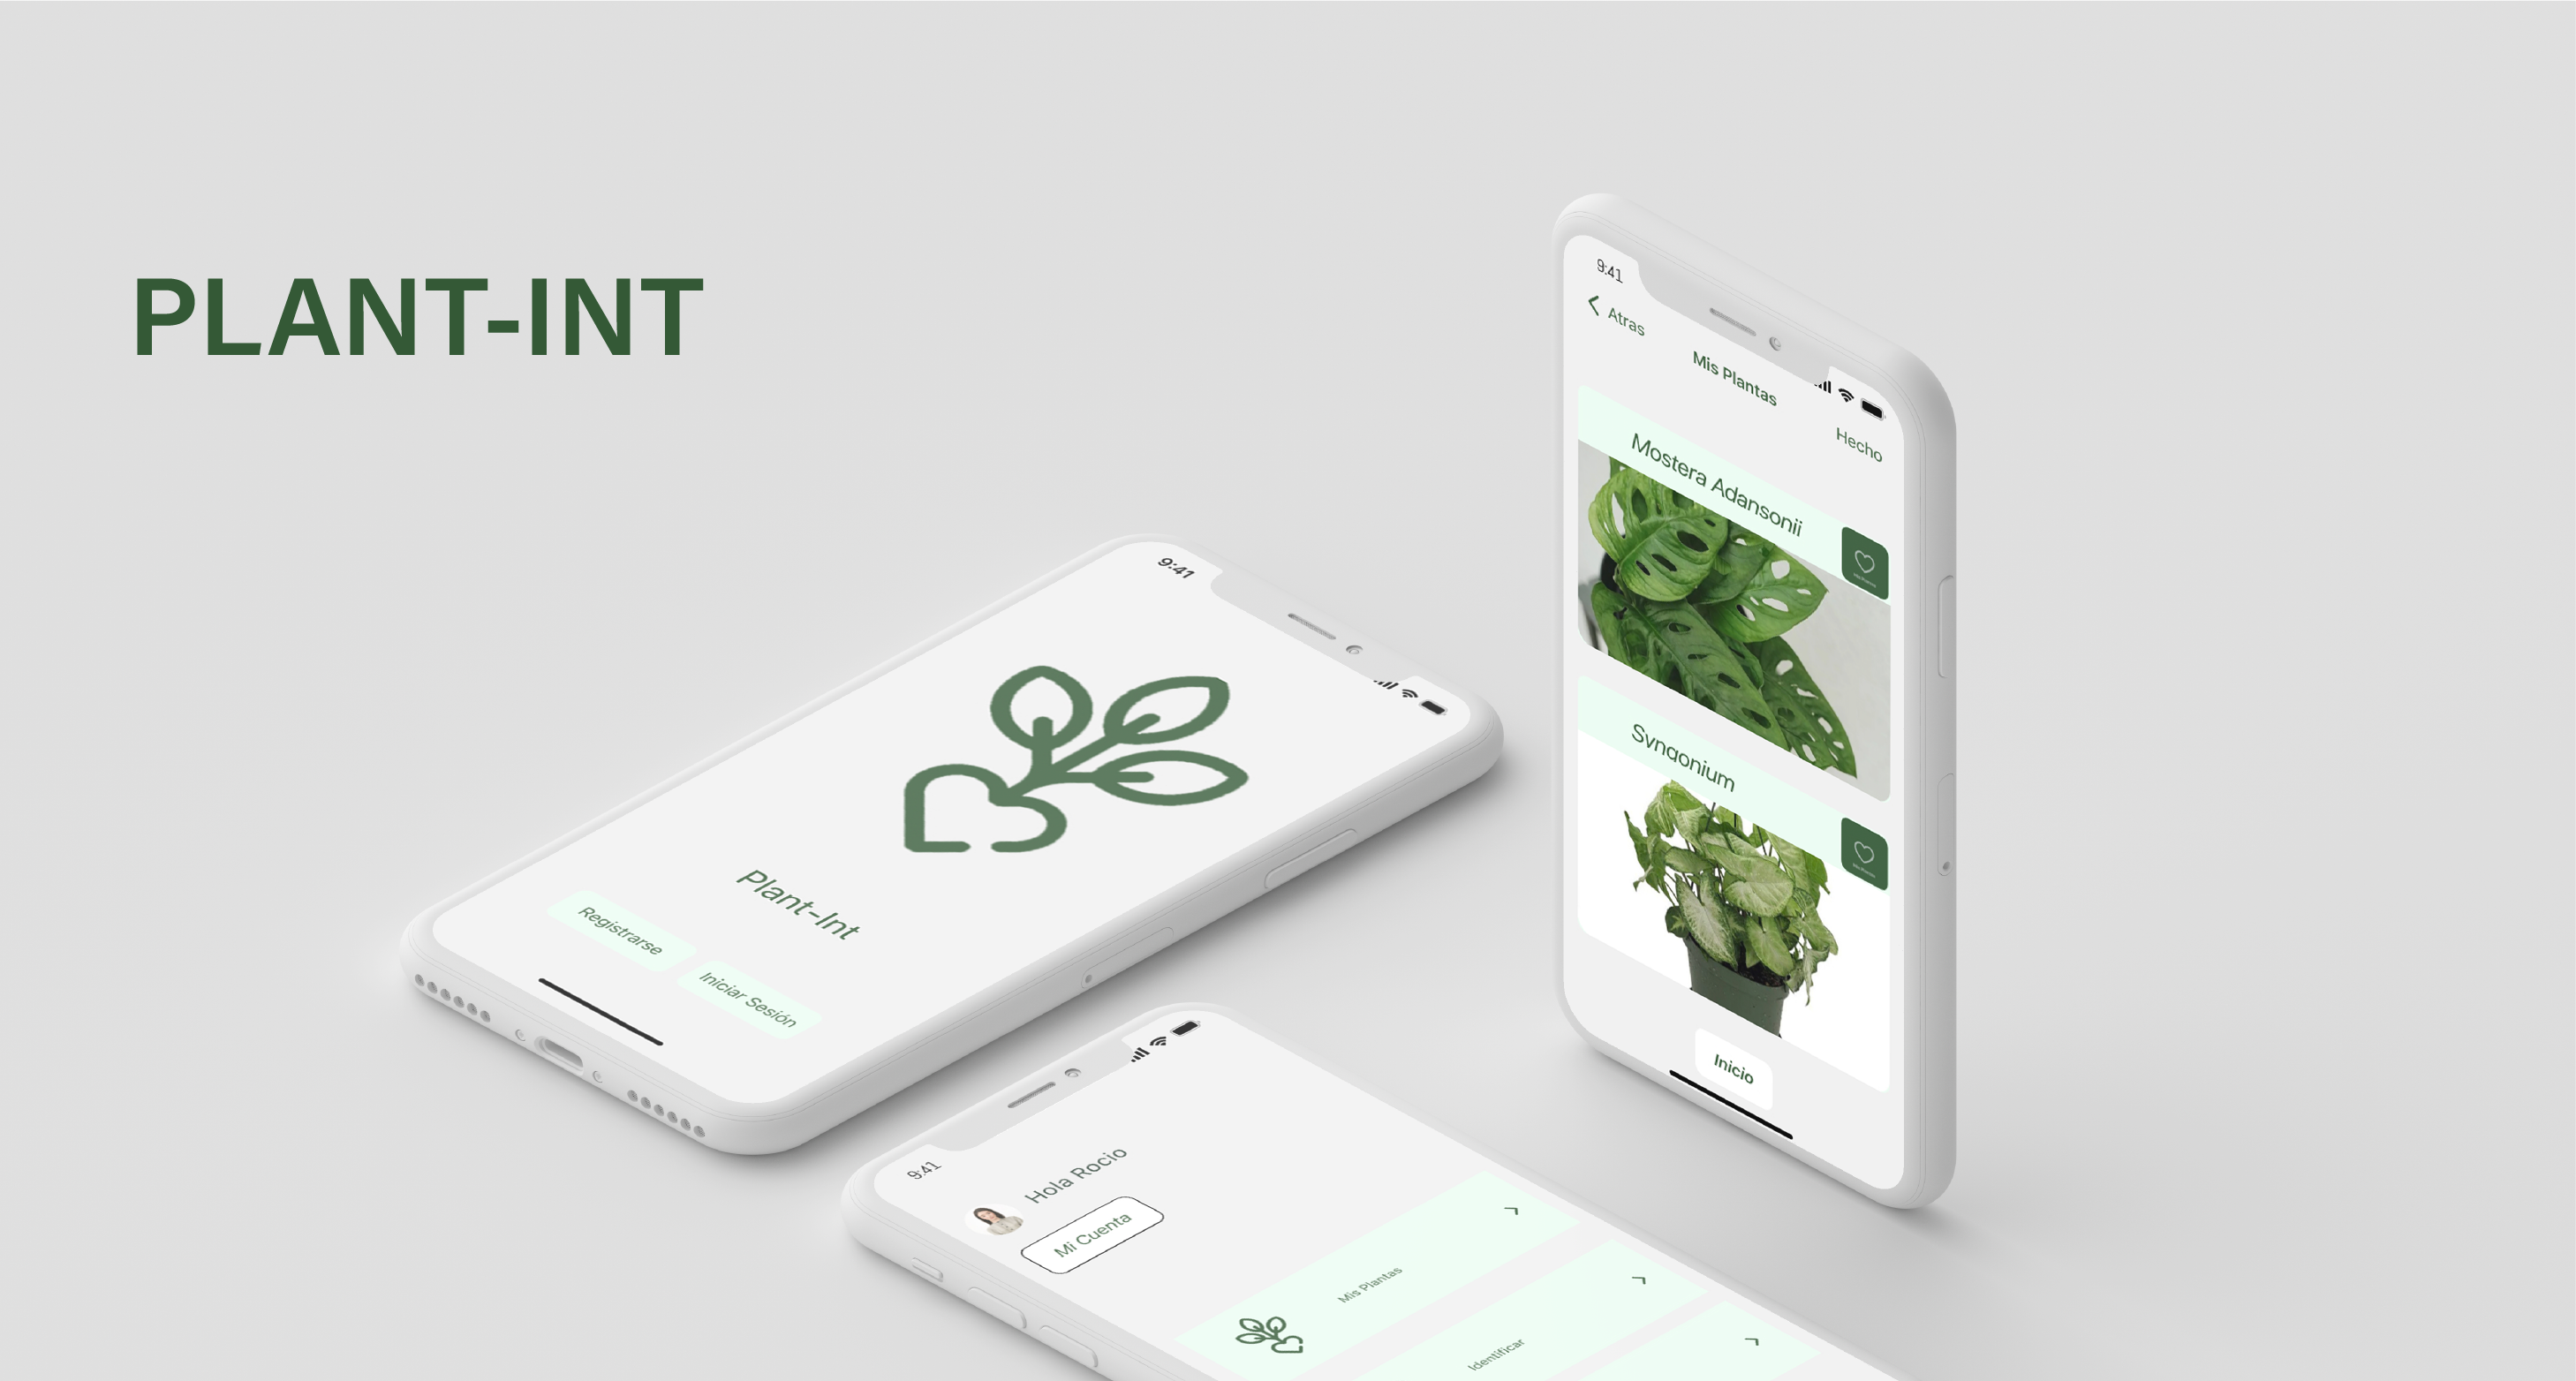 PLANT-INT
9:41
Plant-Int
Registrarse
Iniciar Sesión
9:41
Atras
Mis Plantas
Hecho
Mostera Adansonii
Syngonium
Inicio
9:41
Hola Rocio
Mi Cuenta
Mis Plantas
Identificar